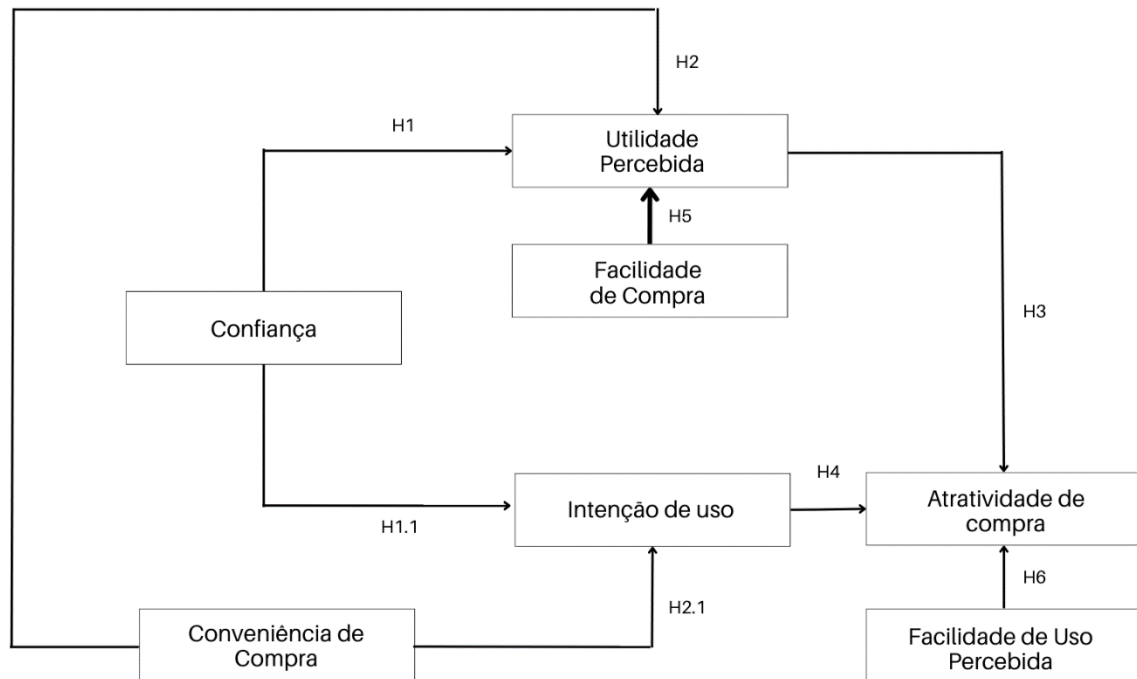 H2
H1
Utilidade
Percebida
H5
Facilidade
de Compra
H3
Confiança
H4
Intenção de uso
Atratividade de
compra
H1.1
H6
H2.1
Conveniência de
Compra
Facilidade de Uso
Percebida